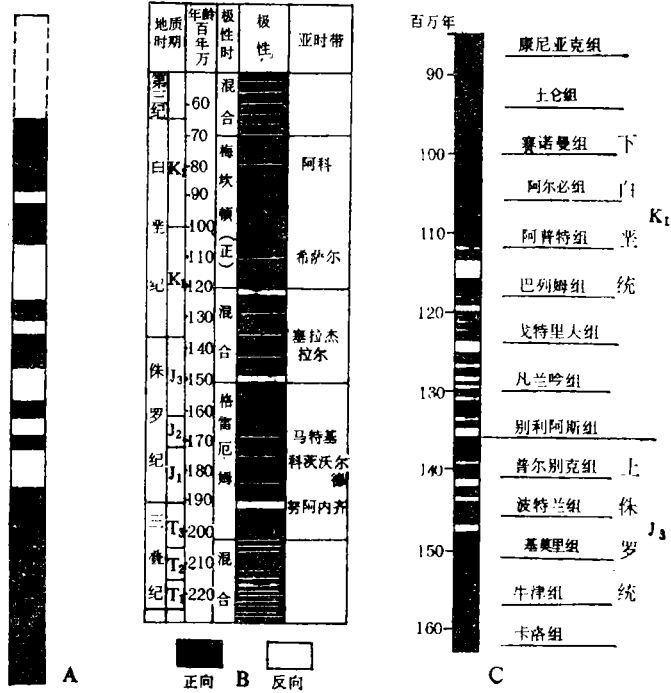 地质时期
年龄百万年
极性时
极性
亚时带
第三纪
白垩纪
侏罗纪
三叠纪
K₂
K₁
J₃
J₂
J₁
T₃
T₂
T₁
60
70
80
90
100
110
120
130
140
150
160
170
180
190
200
210
220
混合
梅坎顿(正)
混合
格雷厄姆
混合
阿科
希萨尔
塞拉杰
拉尔
马特基
科茨沃尔
德
努阿内齐
正向
反向
A
B
百万年
90
100
110
120
130
140
150
160
康尼亚克组
土仑组
赛诺曼组
阿尔必组
阿普特组
巴列姆组
戈特里夫组
凡兰吟组
别利阿斯组
普尔别克组
波特兰组
基莫里组
牛津组
卡洛组
下白垩统
K₁
上侏罗统
J₃
C